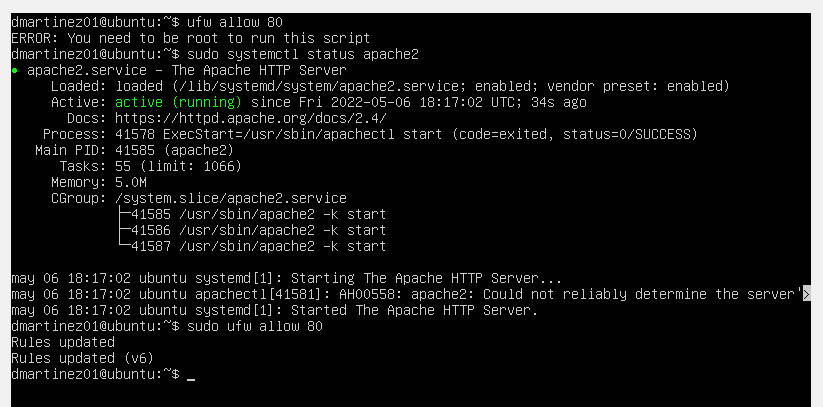 dmartinez01@ubuntu:~$ ufw allow 80
ERROR: You need to be root to run this script
dmartinez01@ubuntu:~$ sudo systemctl status apache2
● apache2.service – The Apache HTTP Server
     Loaded: loaded (/lib/systemd/system/apache2.service; enabled; vendor preset: enabled)
     Active: active (running) since Fri 2022-05-06 18:17:02 UTC; 34s ago
       Docs: https://httpd.apache.org/docs/2.4/
    Process: 41578 ExecStart=/usr/sbin/apachectl start (code=exited, status=0/SUCCESS)
   Main PID: 41585 (apache2)
      Tasks: 55 (limit: 1066)
     Memory: 5.0M
     CGroup: /system.slice/apache2.service
             ├─41585 /usr/sbin/apache2 -k start
             ├─41586 /usr/sbin/apache2 -k start
             └─41587 /usr/sbin/apache2 -k start
may 06 18:17:02 ubuntu systemd[1]: Starting The Apache HTTP Server...
may 06 18:17:02 ubuntu apachectl[41581]: AH00558: apache2: Could not reliably determine the server'>
may 06 18:17:02 ubuntu systemd[1]: Started The Apache HTTP Server.
dmartinez01@ubuntu:~$ sudo ufw allow 80
Rules updated
Rules updated (v6)
dmartinez01@ubuntu:~$ _